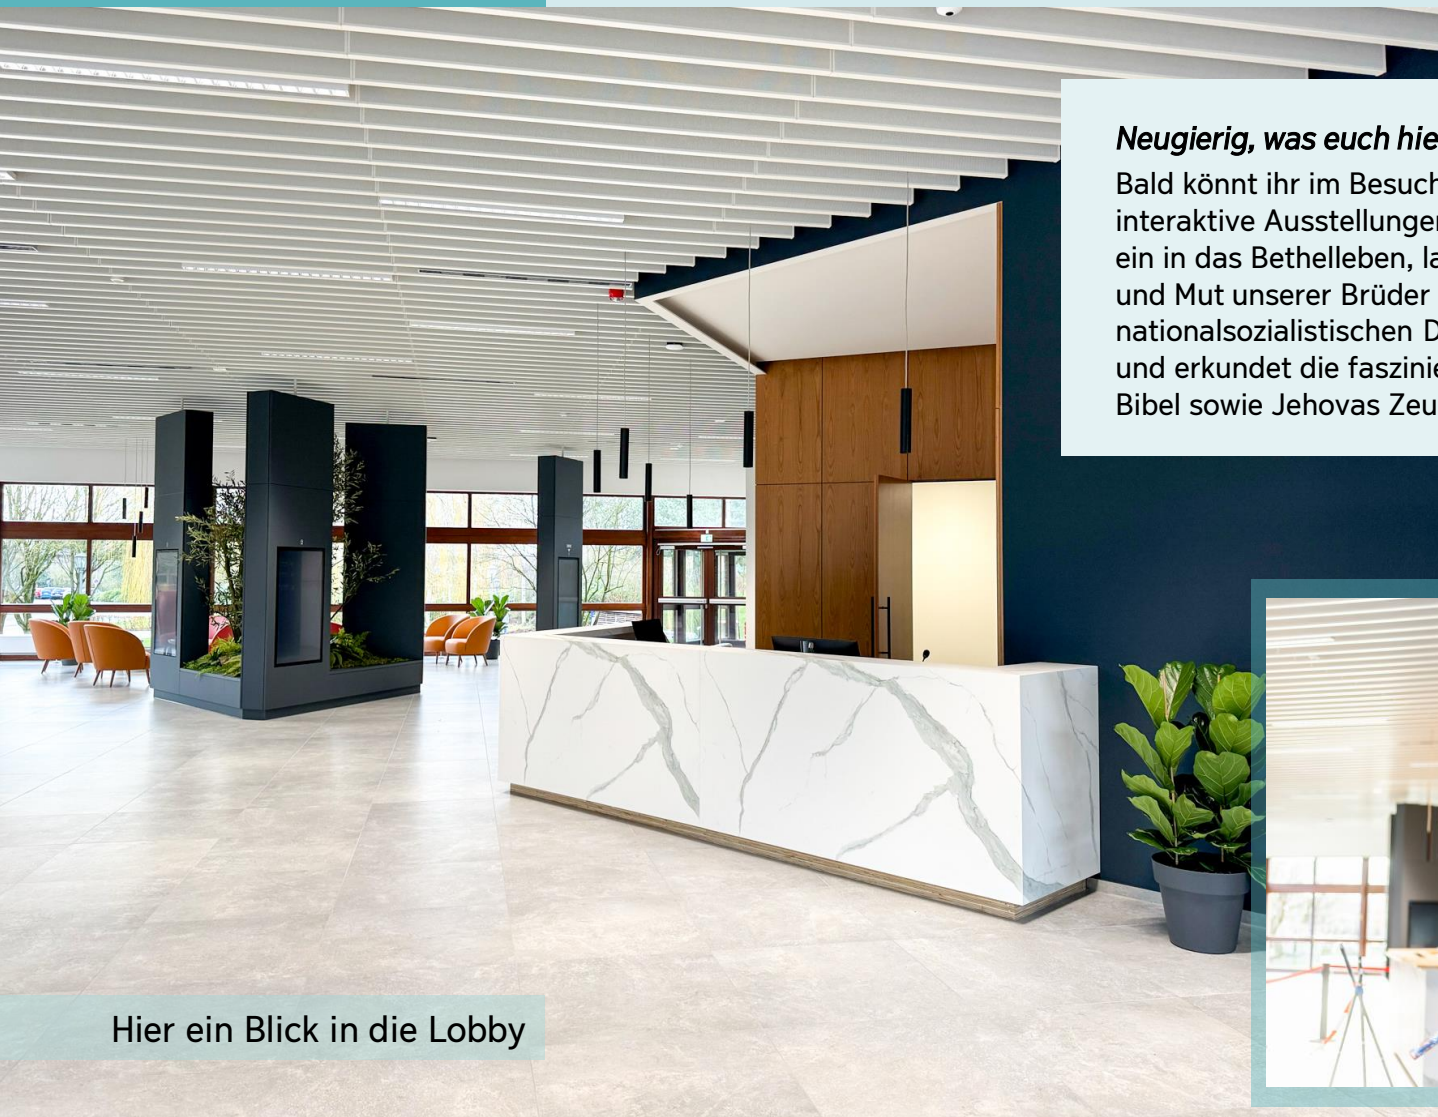 Neugierig, was euch hie
Bald könnt ihr im Besuch
interaktive Ausstellunge
ein in das Bethelleben, la
und Mut unserer Brüder
nationalsozialistischen D
und erkundet die faszinie
Bibel sowie Jehovas Zeu
Hier ein Blick in die Lobby